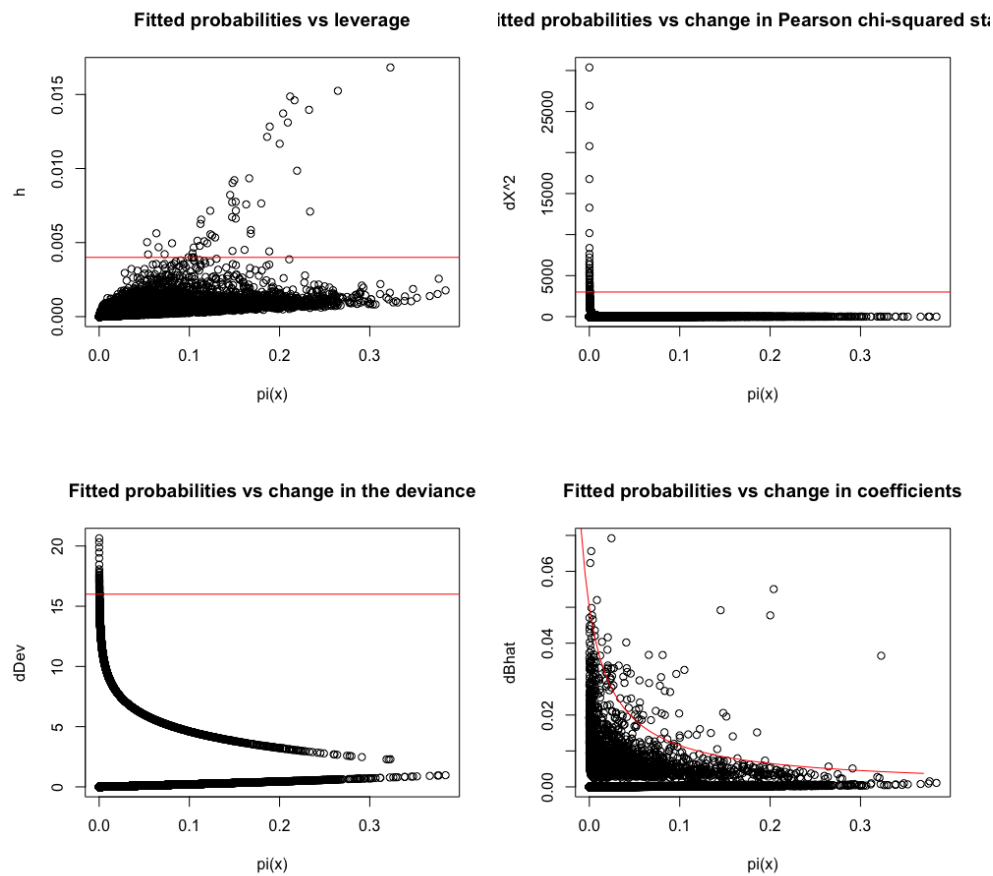 Fitted probabilities vs leverage
h
0.000 0.005 0.010 0.015
0.0 0.1 0.2 0.3
pi(x)
itted probabilities vs change in Pearson chi-squared sta
dX^2
0 5000 15000 25000
0.0 0.1 0.2 0.3
pi(x)
Fitted probabilities vs change in the deviance
dDev
0 5 10 15 20
0.0 0.1 0.2 0.3
pi(x)
Fitted probabilities vs change in coefficients
dBhat
0.00 0.02 0.04 0.06
0.0 0.1 0.2 0.3
pi(x)